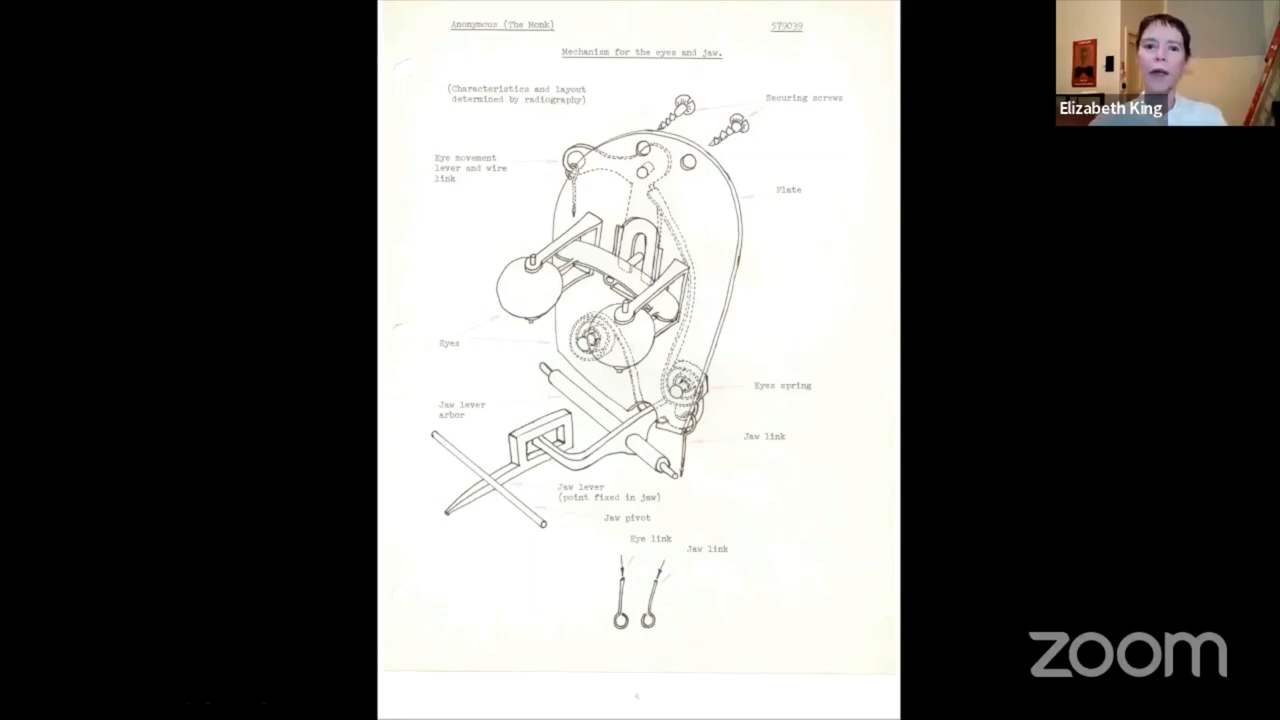 Anonymous (The Monk)
579039
Mechanism for the eyes and jaw.
(Characteristics and layout
determined by radiography)
Securing screws
Eye movement
lever and wire
link
Plate
Eyes
Eyes spring
Jaw lever
arbor
Jaw link
Jaw lever
(point fixed in jaw)
Jaw pivot
Eye link
Jaw link
Elizabeth King
zoom